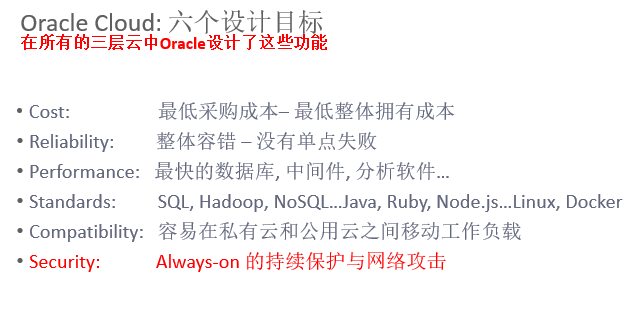 Oracle Cloud: 六个设计目标
在所有的三层云中Oracle设计了这些功能
• Cost: 最低采购成本– 最低整体拥有成本
• Reliability: 整体容错 – 没有单点失败
• Performance: 最快的数据库, 中间件, 分析软件...
• Standards: SQL, Hadoop, NoSQL...Java, Ruby, Node.js...Linux, Docker
• Compatibility: 容易在私有云和公用云之间移动工作负载
• Security: Always-on 的持续保护与网络攻击